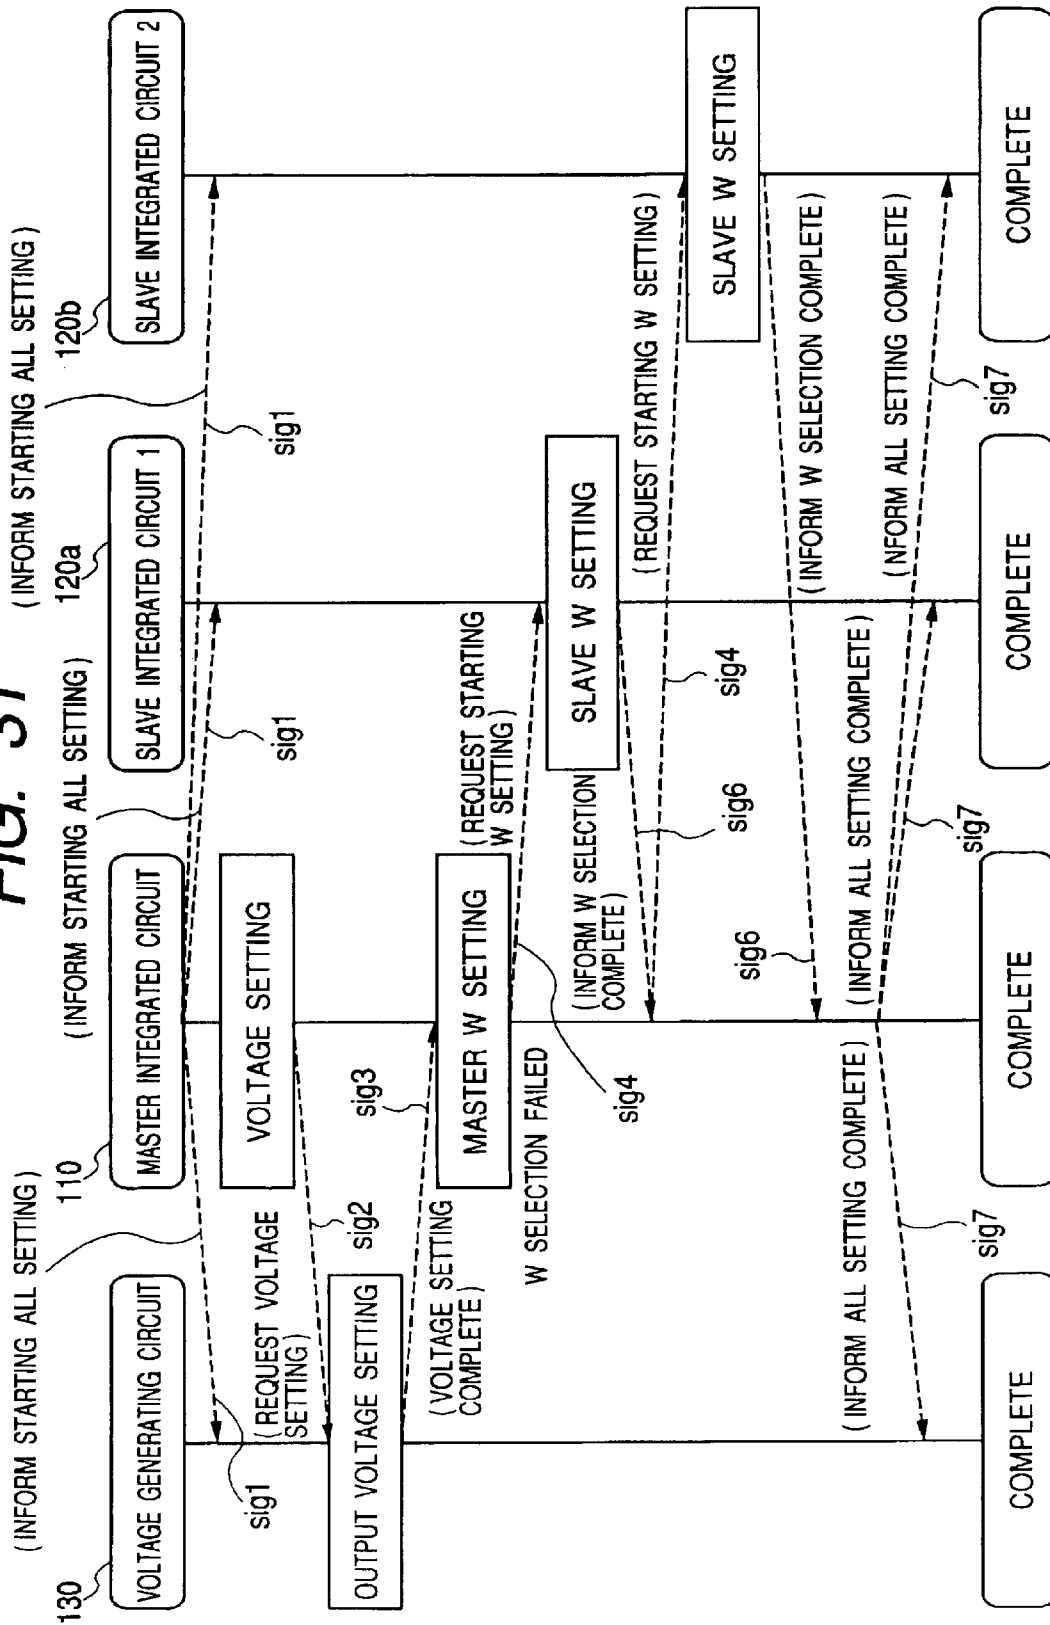 FIG. 31
(INFORM STARTING ALL SETTING)
(INFORM STARTING ALL SETTING)
(INFORM STARTING ALL SETTING)
130
110
120a
120b
VOLTAGE GENERATING CIRCUIT
MASTER INTEGRATED CIRCUIT
SLAVE INTEGRATED CIRCUIT 1
SLAVE INTEGRATED CIRCUIT 2
sig1
sig1
sig1
VOLTAGE SETTING
(REQUEST VOLTAGE
SETTING)
sig2
OUTPUT VOLTAGE SETTING
sig3
(VOLTAGE SETTING
COMPLETE)
MASTER W SETTING
(REQUEST STARTING
W SETTING)
W SELECTION FAILED
sig4
SLAVE W SETTING
(INFORM W SELECTION
COMPLETE)
sig6
sig4
(REQUEST STARTING W SETTING)
SLAVE W SETTING
sig6
(INFORM W SELECTION COMPLETE)
(INFORM ALL SETTING COMPLETE)
(INFORM ALL SETTING COMPLETE)
(NFORM ALL SETTING COMPLETE)
sig7
sig7
sig7
COMPLETE
COMPLETE
COMPLETE
COMPLETE